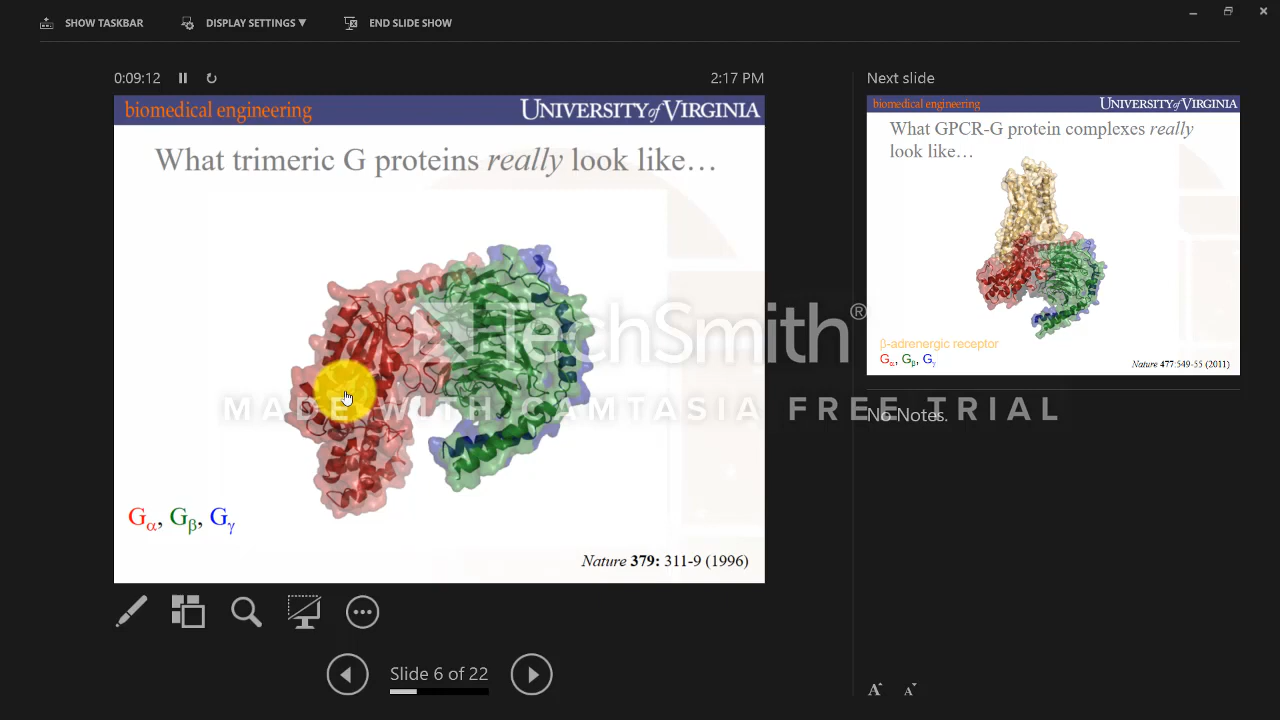 SHOW TASKBAR
DISPLAY SETTINGS ▼
END SLIDE SHOW
0:09:12
2:17 PM
biomedical engineering
UNIVERSITY of VIRGINIA
What trimeric G proteins really look like…
Gα, Gβ, Gγ
Nature 379: 311-9 (1996)
Slide 6 of 22
Next slide
biomedical engineering
UNIVERSITY of VIRGINIA
What GPCR-G protein complexes really
look like…
β-adrenergic receptor
Gα, Gβ, Gγ
Nature 477:549-55 (2011)
No Notes.
A A
TechSmith®
MADE WITH CAMTASIA FREE TRIAL